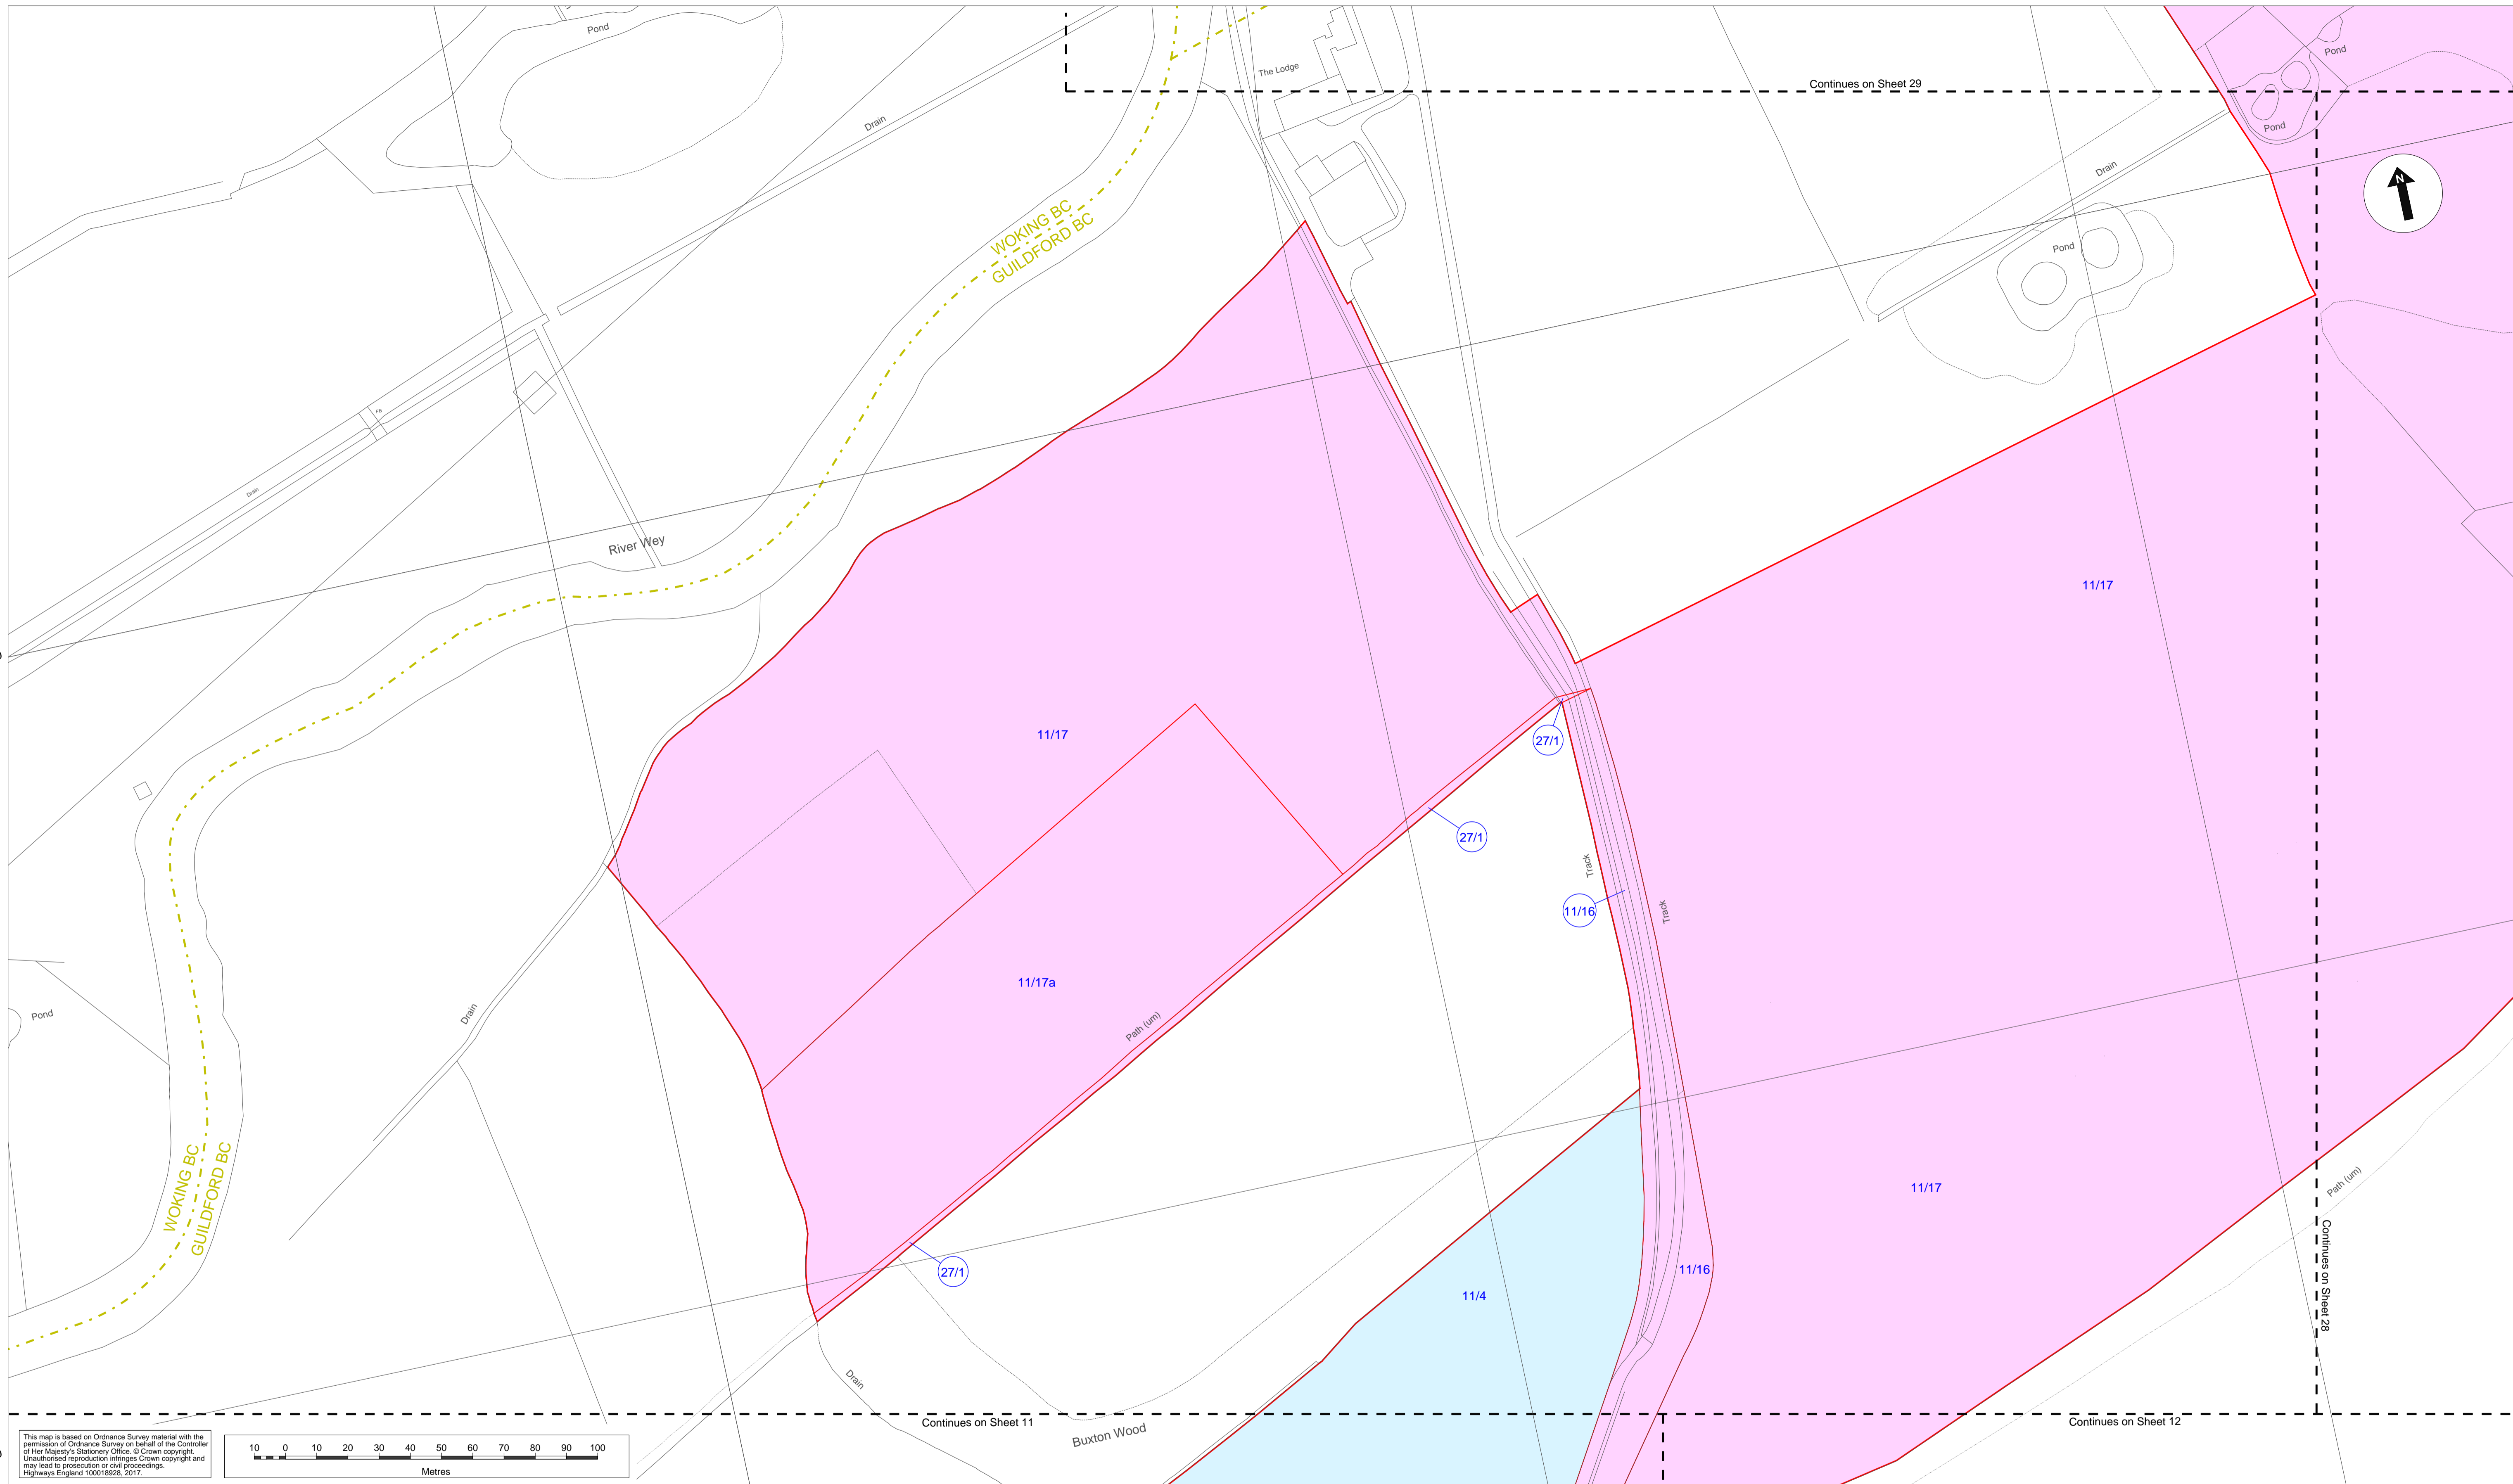 Pond
The Lodge
Continues on Sheet 29
Pond
Drain
Pond
Drain
N
WOKING BC
GUILDFORD BC
Pond
FB
Drain
River Wey
11/17
11/17
27/1
27/1
Track
11/16
Track
11/17a
Pond
Drain
Path (um)
WOKING BC
GUILDFORD BC
Path (um)
11/17
27/1
11/16
11/4
Continues on Sheet 28
Drain
Continues on Sheet 11
Continues on Sheet 12
Buxton Wood
This map is based on Ordnance Survey material with the
permission of Ordnance Survey on behalf of the Controller
of Her Majesty's Stationery Office. © Crown copyright.
Unauthorised reproduction infringes Crown copyright and
may lead to prosecution or civil proceedings.
Highways England 100018928, 2017.
10 0 10 20 30 40 50 60 70 80 90 100
Metres